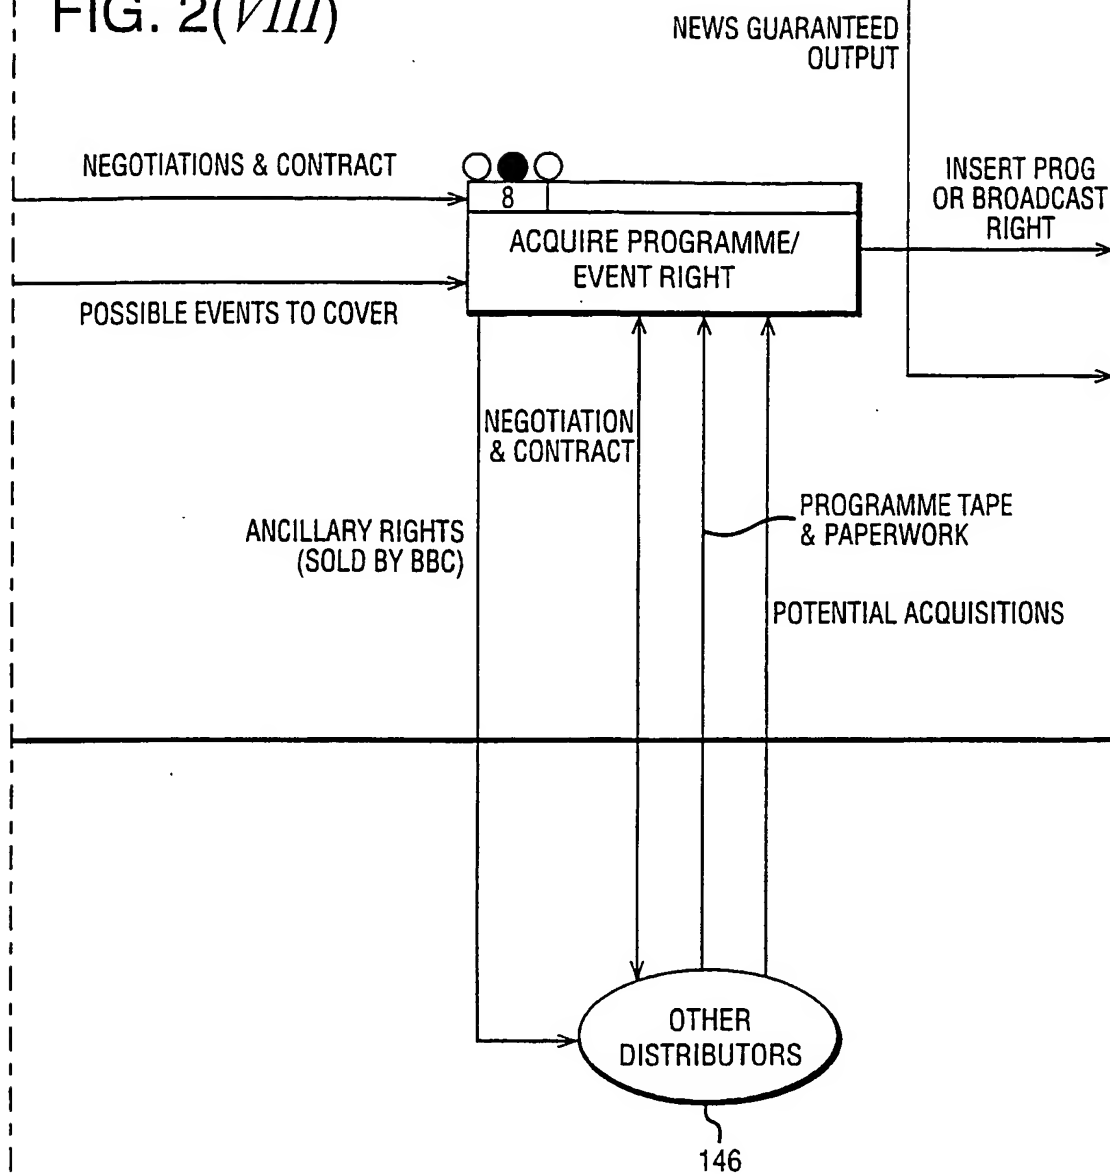 FIG. 2(VIII)
NEWS GUARANTEED
OUTPUT
NEGOTIATIONS & CONTRACT
INSERT PROG
OR BROADCAST
RIGHT
8
ACQUIRE PROGRAMME/
EVENT RIGHT
POSSIBLE EVENTS TO COVER
NEGOTIATION
& CONTRACT
ANCILLARY RIGHTS
(SOLD BY BBC)
PROGRAMME TAPE
& PAPERWORK
POTENTIAL ACQUISITIONS
OTHER
DISTRIBUTORS
146